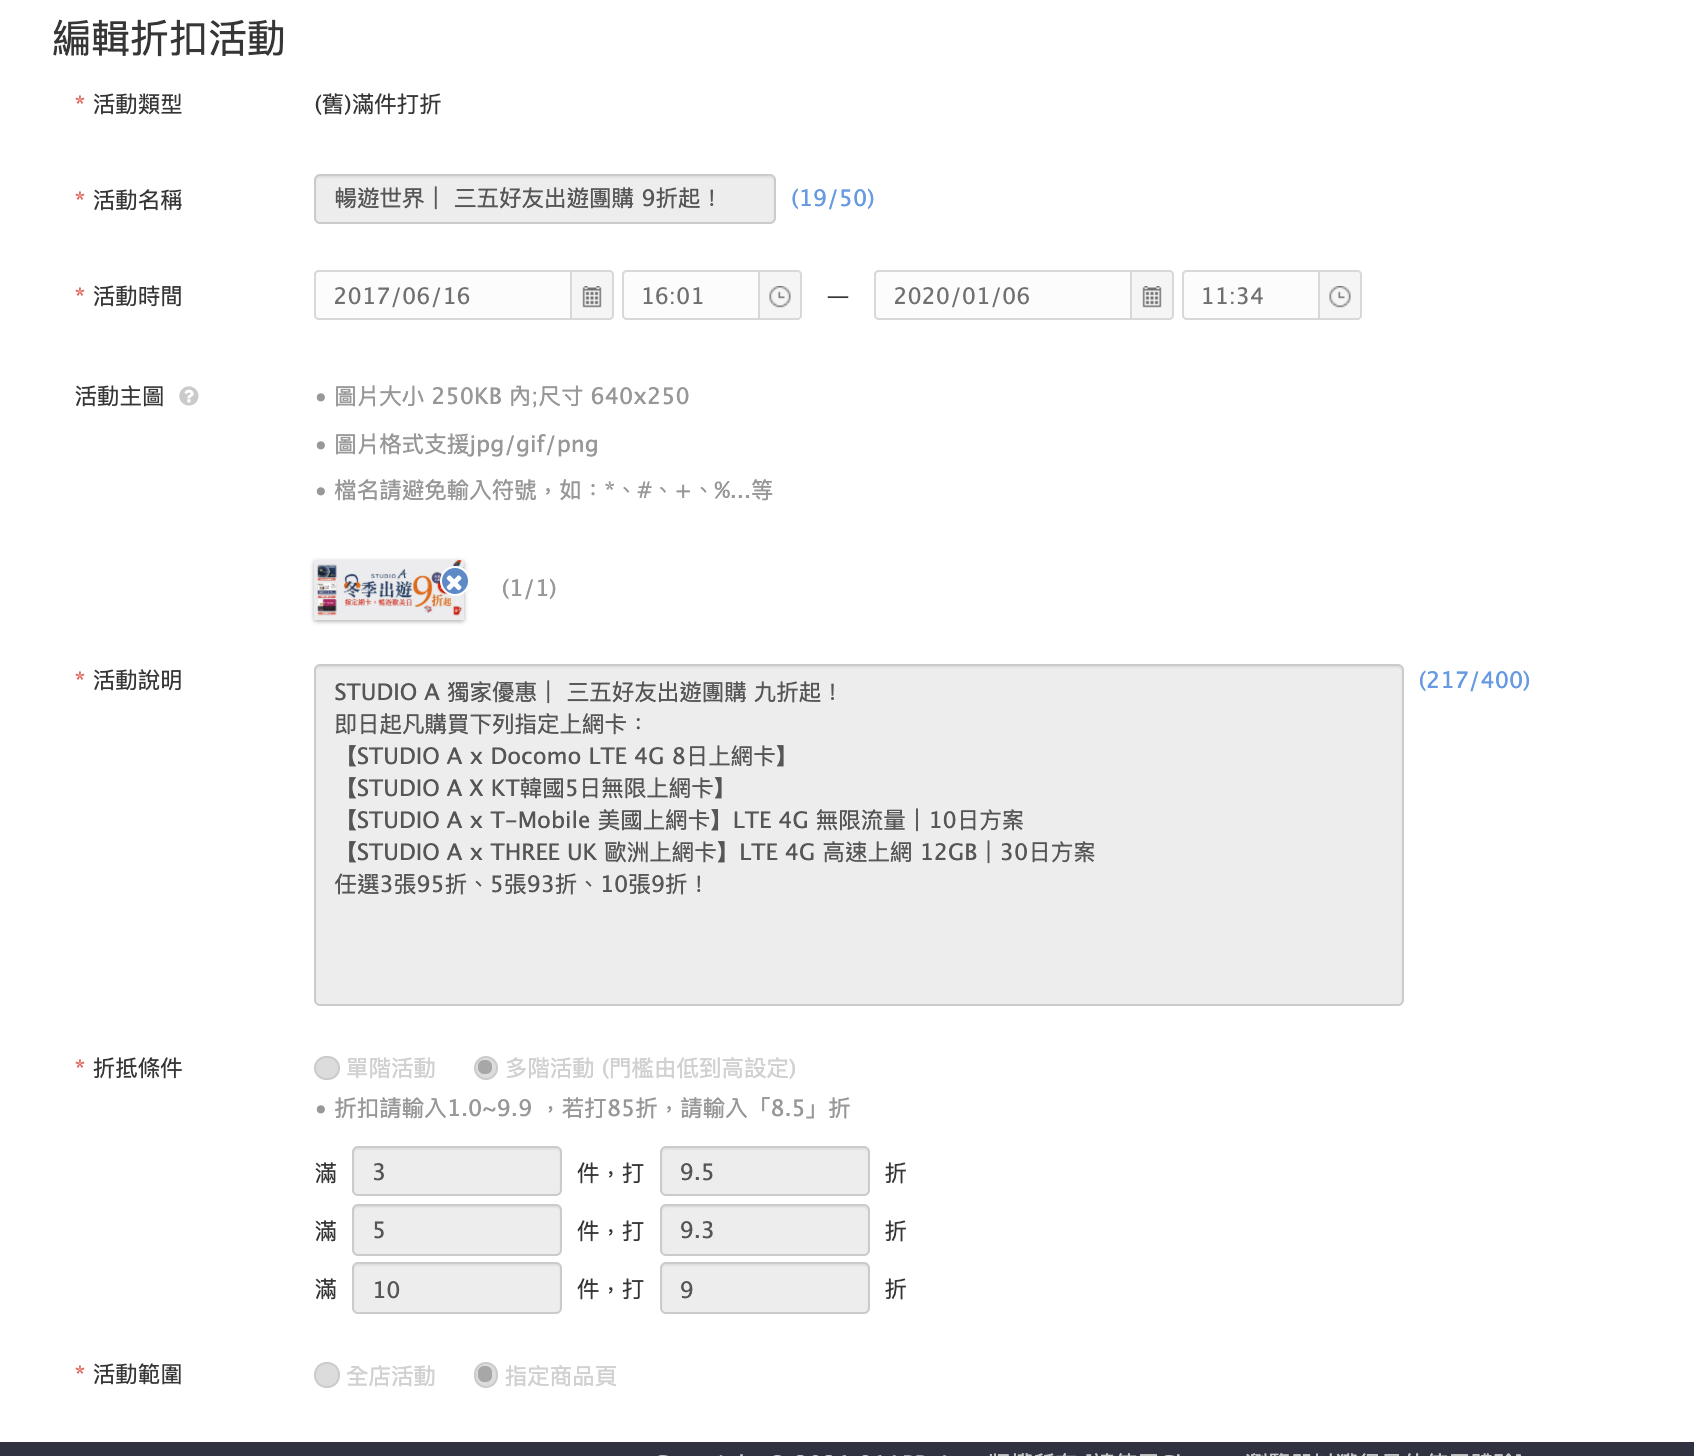 編輯折扣活動
* 活動類型
(舊)滿件打折
* 活動名稱
暢遊世界｜ 三五好友出遊團購 9折起！
(19/50)
* 活動時間
2017/06/16
16:01
—
2020/01/06
11:34
活動主圖 ?
• 圖片大小 250KB 內;尺寸 640x250
• 圖片格式支援jpg/gif/png
• 檔名請避免輸入符號，如：*、#、+、%...等
STUDIO A
冬季出遊9折起
(1/1)
* 活動說明
STUDIO A 獨家優惠｜ 三五好友出遊團購 九折起！
即日起凡購買下列指定上網卡：
【STUDIO A x Docomo LTE 4G 8日上網卡】
【STUDIO A X KT韓國5日無限上網卡】
【STUDIO A x T-Mobile 美國上網卡】LTE 4G 無限流量｜10日方案
【STUDIO A x THREE UK 歐洲上網卡】LTE 4G 高速上網 12GB｜30日方案
任選3張95折、5張93折、10張9折！
(217/400)
* 折抵條件
單階活動
多階活動 (門檻由低到高設定)
• 折扣請輸入1.0~9.9 ，若打85折，請輸入「8.5」折
滿 3 件，打 9.5 折
滿 5 件，打 9.3 折
滿 10 件，打 9 折
* 活動範圍
全店活動
指定商品頁